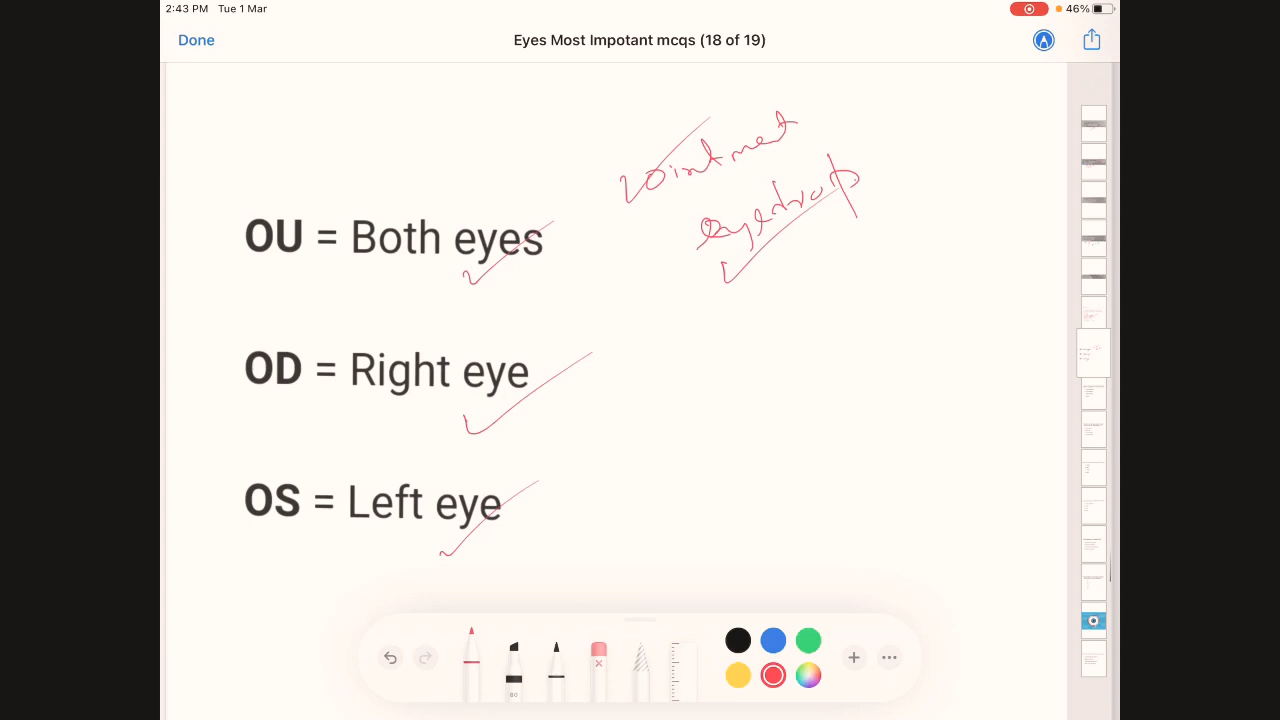 2:43 PM Tue 1 Mar
46%
Done
Eyes Most Impotant mcqs (18 of 19)
ointment
eyedrop
OU = Both eyes
OD = Right eye
OS = Left eye
80